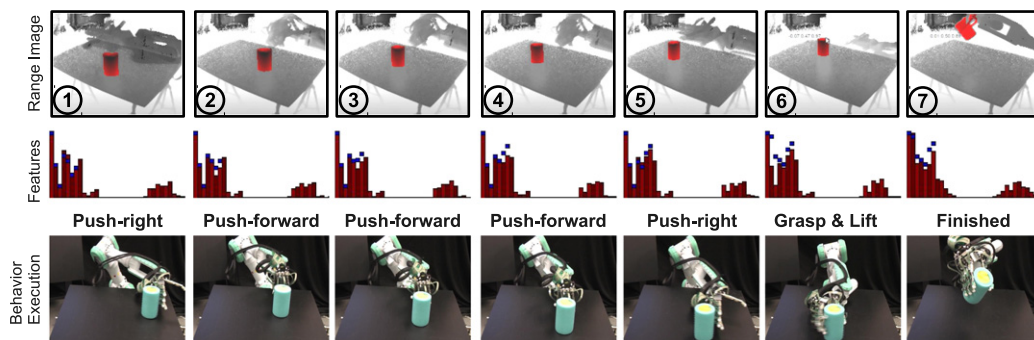 Range Image
1 2 3 4 5 6 7
Features
Push-right Push-forward Push-forward Push-forward Push-right Grasp & Lift Finished
Behavior
Execution